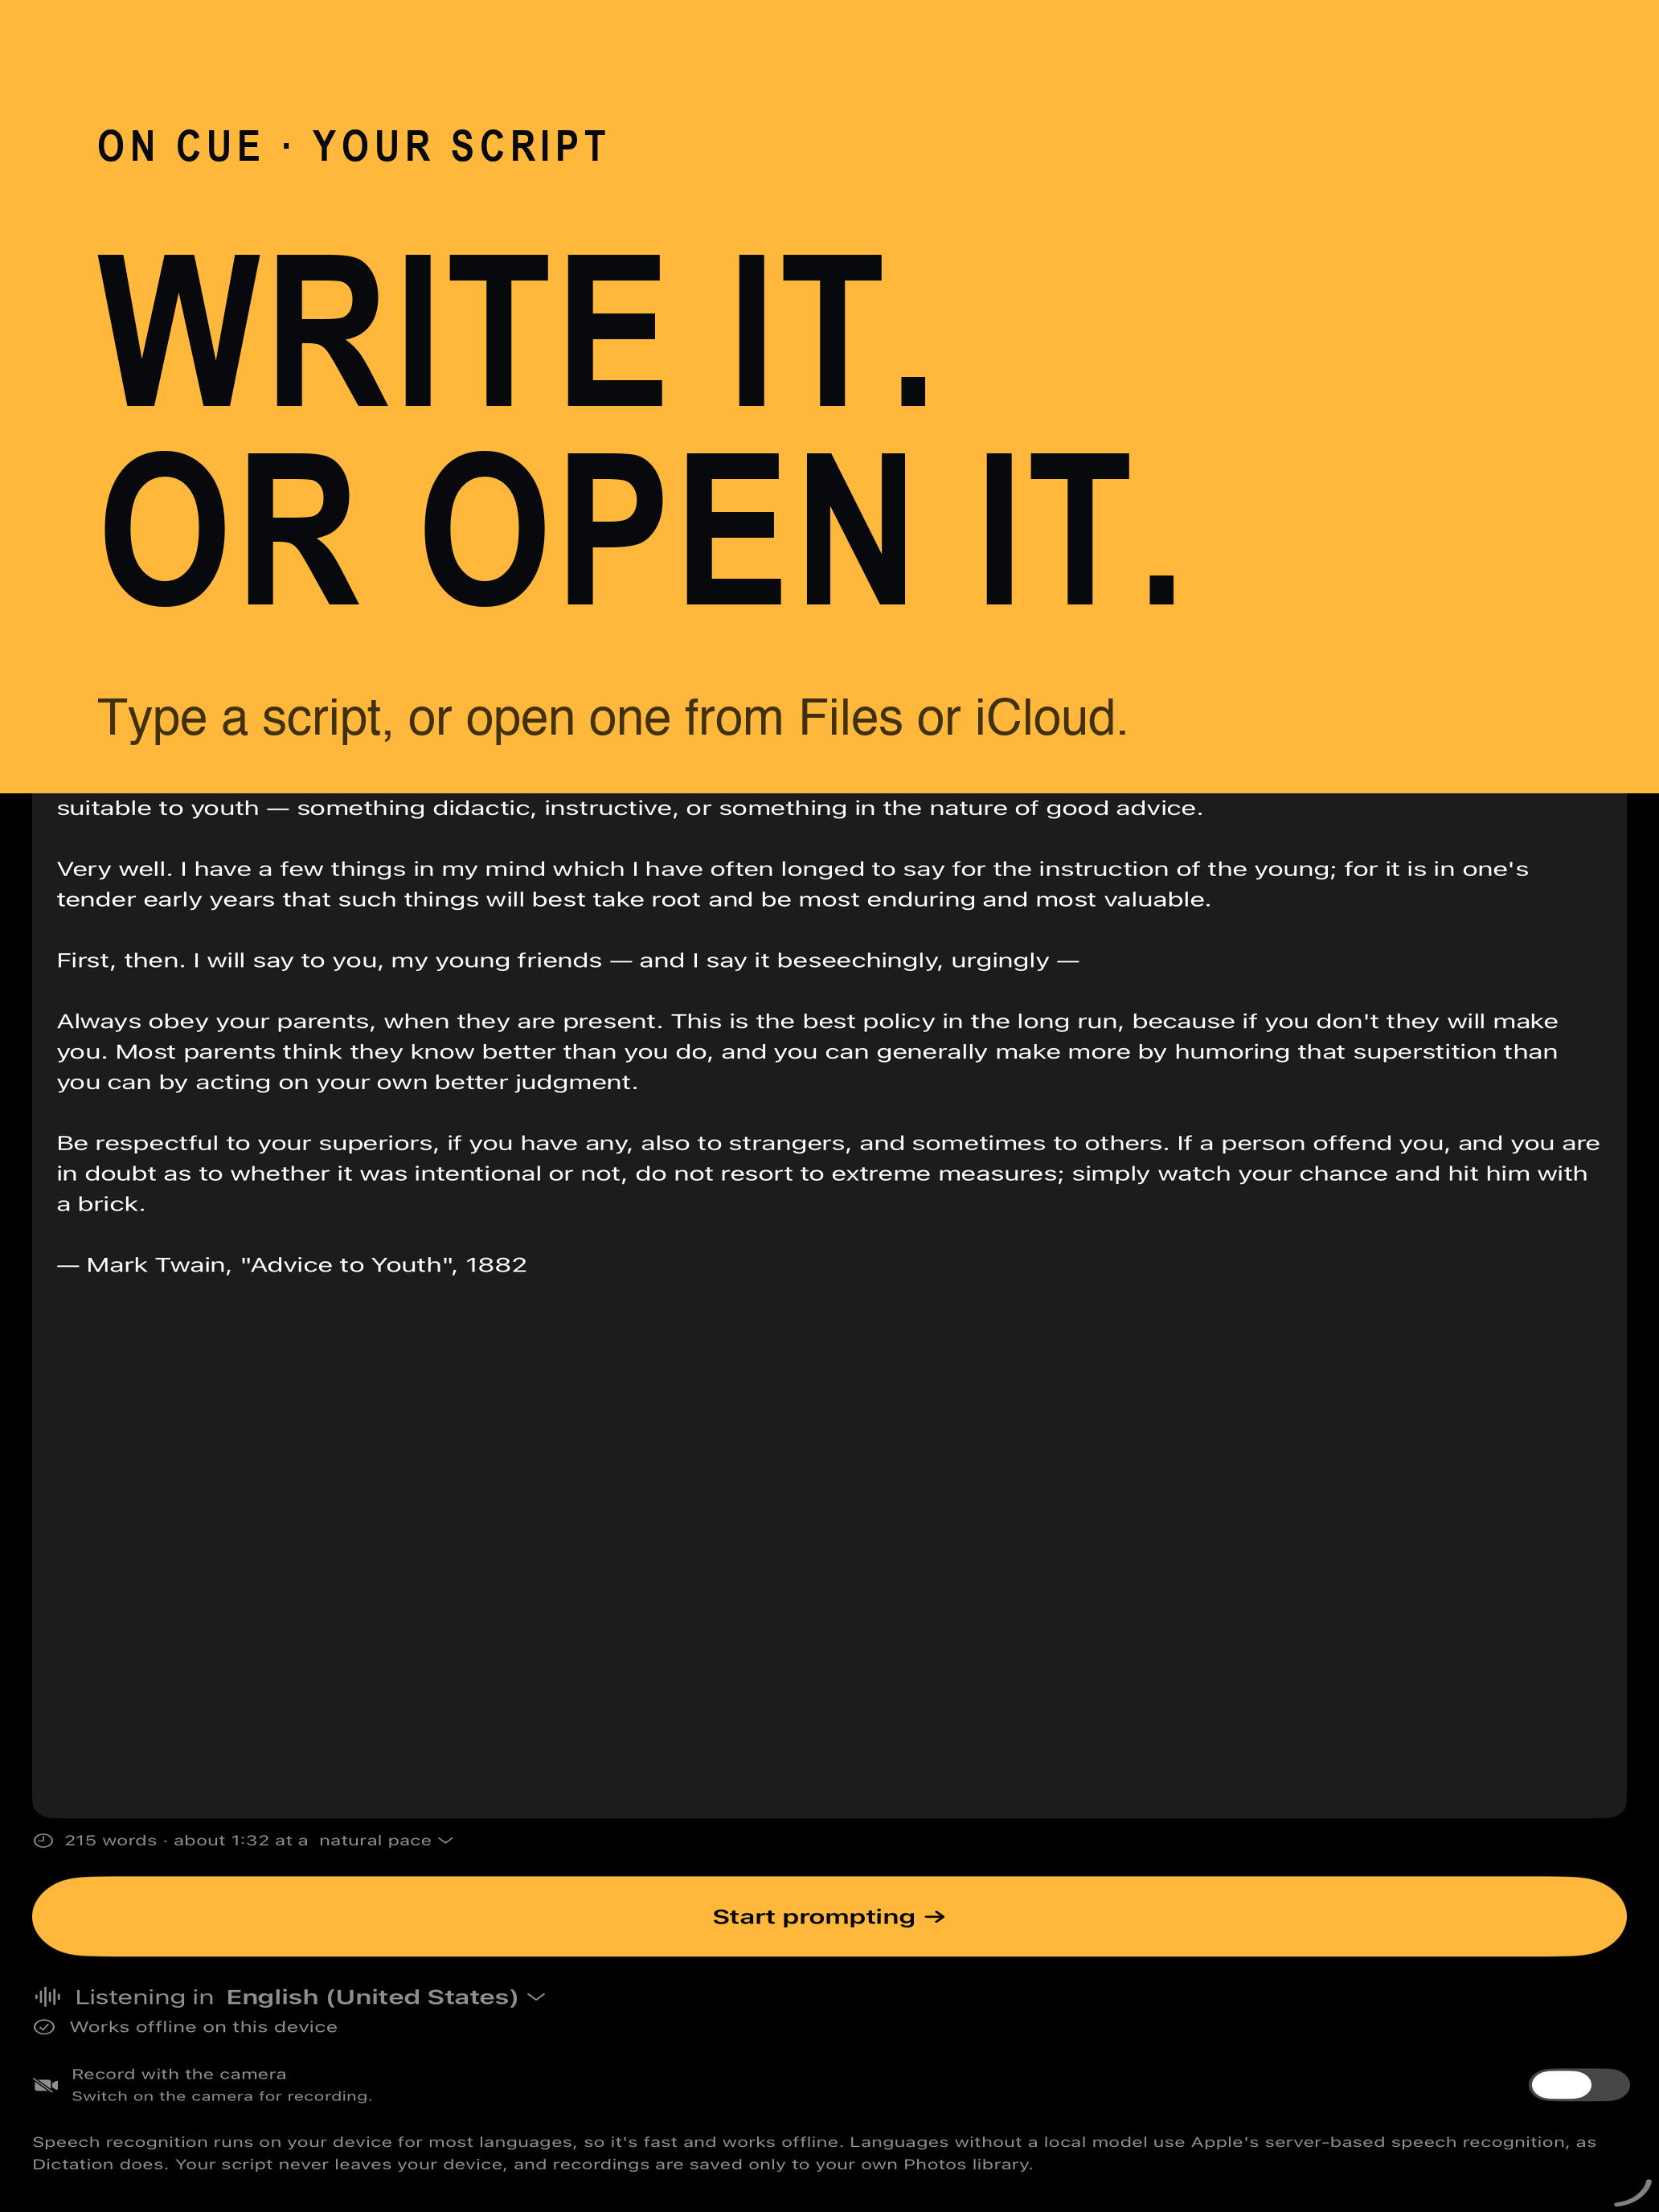 ON CUE · YOUR SCRIPT
WRITE IT.
OR OPEN IT.
Type a script, or open one from Files or iCloud.
suitable to youth — something didactic, instructive, or something in the nature of good advice.
Very well. I have a few things in my mind which I have often longed to say for the instruction of the young; for it is in one's
tender early years that such things will best take root and be most enduring and most valuable.
First, then. I will say to you, my young friends — and I say it beseechingly, urgingly —
Always obey your parents, when they are present. This is the best policy in the long run, because if you don't they will make
you. Most parents think they know better than you do, and you can generally make more by humoring that superstition than
you can by acting on your own better judgment.
Be respectful to your superiors, if you have any, also to strangers, and sometimes to others. If a person offend you, and you are
in doubt as to whether it was intentional or not, do not resort to extreme measures; simply watch your chance and hit him with
a brick.
— Mark Twain, "Advice to Youth", 1882
215 words · about 1:32 at a natural pace
Start prompting →
Listening in English (United States)
Works offline on this device
Record with the camera
Switch on the camera for recording.
Speech recognition runs on your device for most languages, so it's fast and works offline. Languages without a local model use Apple's server-based speech recognition, as
Dictation does. Your script never leaves your device, and recordings are saved only to your own Photos library.